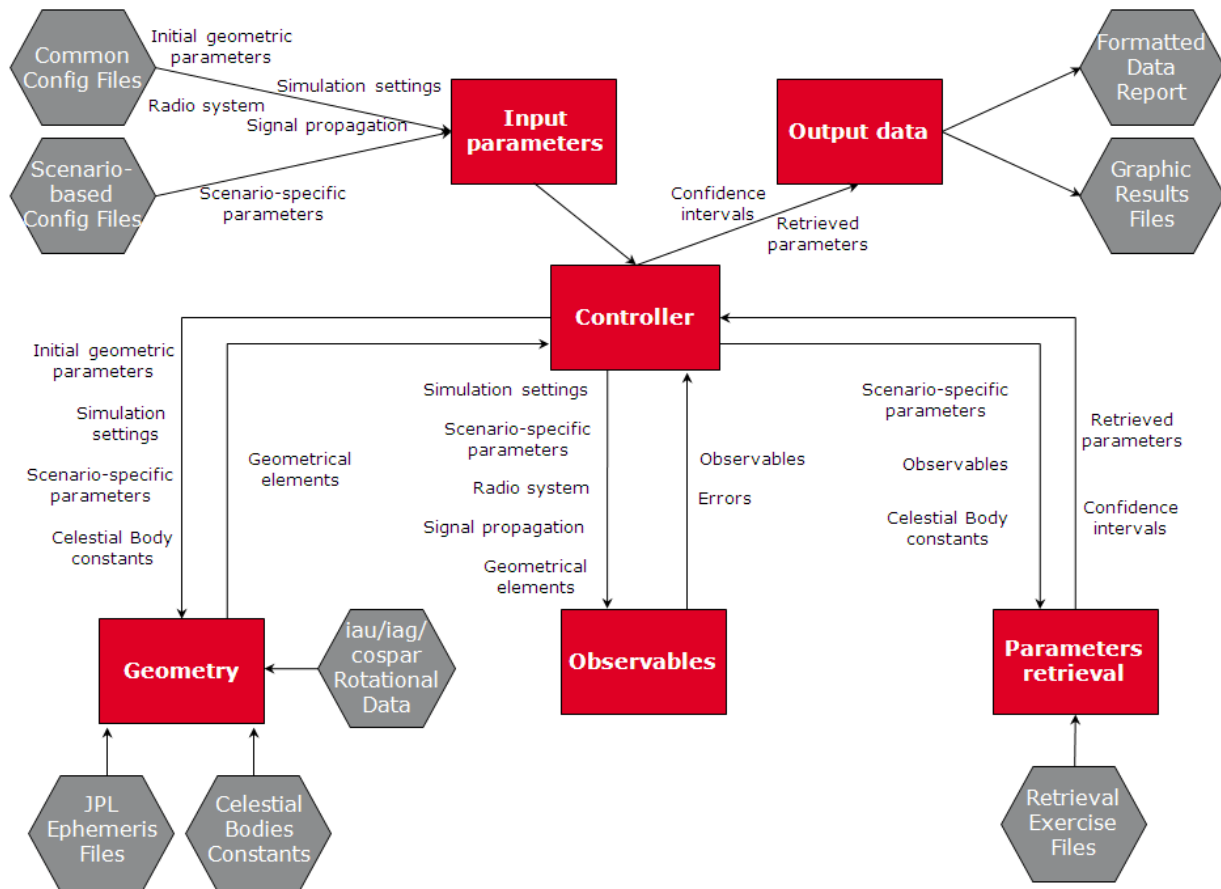 Common
Config Files
Initial geometric
parameters
Simulation settings
Radio system
Signal propagation
Scenario-
based
Config Files
Scenario-specific
parameters
Input
parameters
Output data
Formatted
Data
Report
Graphic
Results
Files
Confidence
intervals
Retrieved
parameters
Controller
Initial geometric
parameters
Simulation
settings
Scenario-specific
parameters
Celestial Body
constants
Geometrical
elements
Simulation settings
Scenario-specific
parameters
Radio system
Signal propagation
Geometrical
elements
Observables
Errors
Scenario-specific
parameters
Observables
Celestial Body
constants
Retrieved
parameters
Confidence
intervals
Geometry
iau/iag/
cospar
Rotational
Data
Observables
Parameters
retrieval
JPL
Ephemeris
Files
Celestial
Bodies
Constants
Retrieval
Exercise
Files